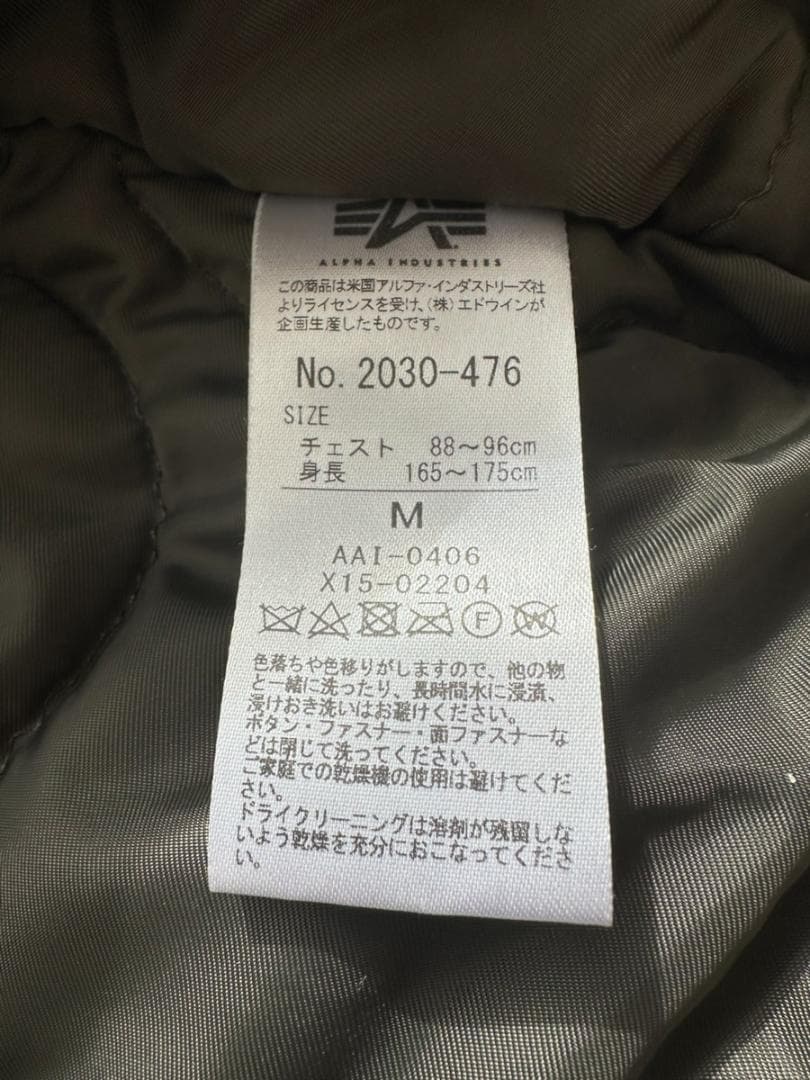 ALPHA INDUSTRIES
この商品は米国アルファ・インダストリーズ社
よりライセンスを受け、(株)エドウインが
企画生産したものです。
No. 2030-476
SIZE
チェスト 88～96cm
身長 165～175cm
M
AAI-0406
X15-02204
F W
色落ちや色移りがしますので、他の物
と一緒に洗ったり、長時間水に浸漬、
浸けおき洗いはお避けください。
ボタン・ファスナー・面ファスナーな
どは閉じて洗ってください。
ご家庭での乾燥機の使用は避けてくだ
さい。
ドライクリーニングは溶剤が残留しな
いよう乾燥を充分におこなってくださ
い。